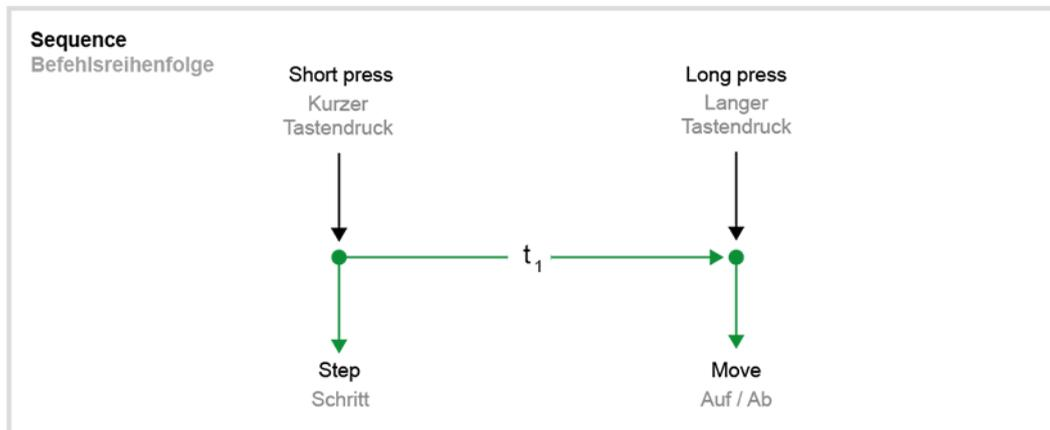 Sequence
Befehlsreihenfolge
Short press
Kurzer
Tastendruck
Long press
Langer
Tastendruck
t1
Step
Schritt
Move
Auf / Ab